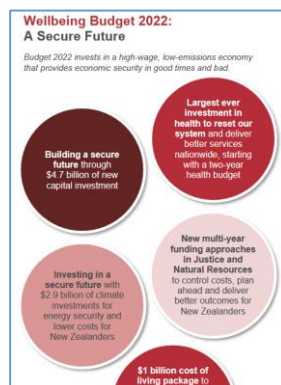 Wellbeing Budget 2022:
A Secure Future
Budget 2022 invests in a high-wage, low-emissions economy
that provides economic security in good times and bad.
Largest ever
investment in
health to reset our
system and deliver
better services
nationwide, starting
with a two-year
health budget
Building a secure
future through
$4.7 billion of new
capital investment
New multi-year
funding approaches
in Justice and
Natural Resources
to control costs, plan
ahead and deliver
better outcomes for
New Zealanders
Investing in a
secure future with
$2.9 billion of climate
investments for
energy security and
lower costs for
New Zealanders
$1 billion cost of
living package to